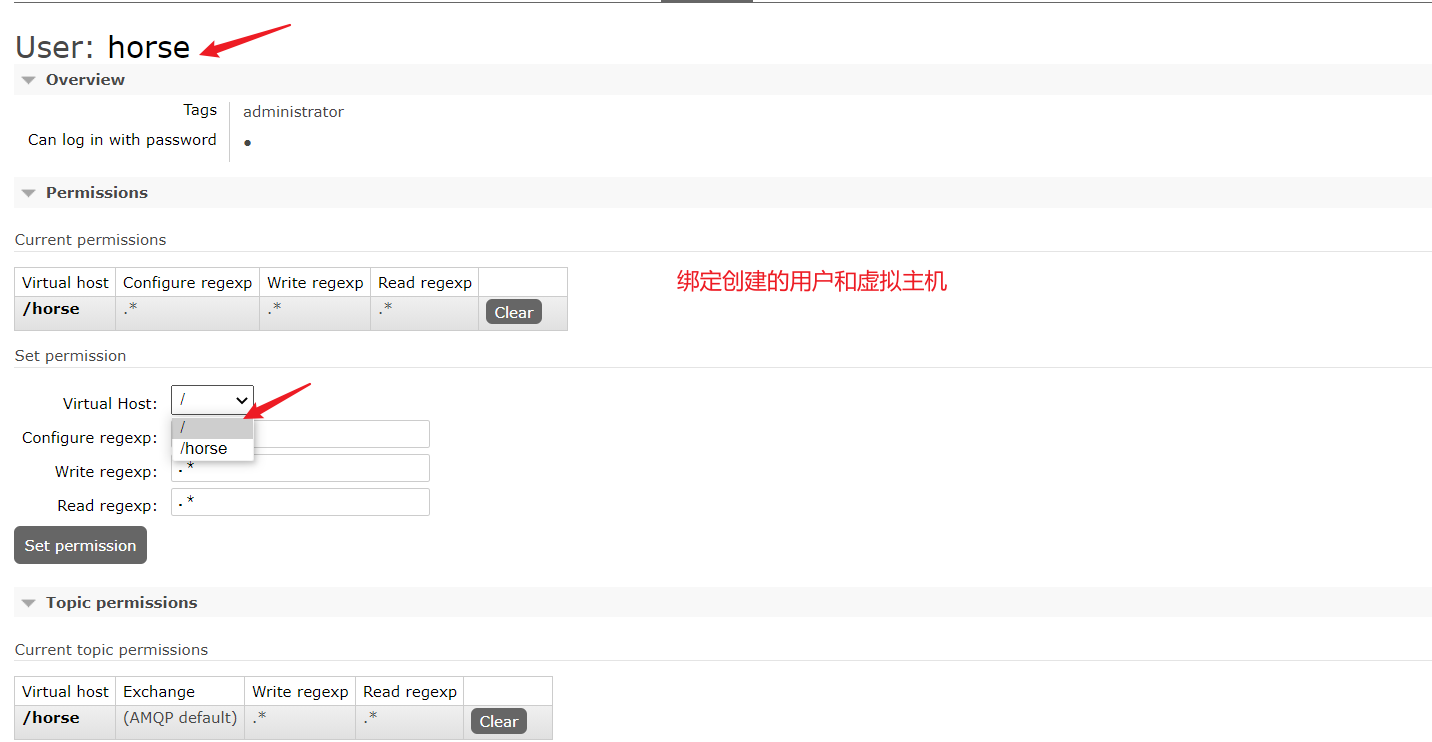 User: horse
Overview
Tags administrator
Can log in with password ●
Permissions
Current permissions
Virtual host Configure regexp Write regexp Read regexp
/horse .* .* .* Clear
绑定创建的用户和虚拟主机
Set permission
Virtual Host: /
/
/horse
Configure regexp:
Write regexp: .*
Read regexp: .*
Set permission
Topic permissions
Current topic permissions
Virtual host Exchange Write regexp Read regexp
/horse (AMQP default) .* .* Clear